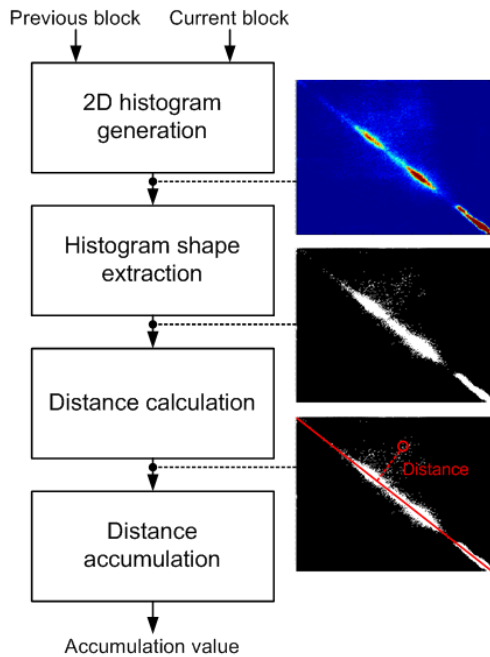 Previous block
Current block
2D histogram
generation
Histogram shape
extraction
Distance calculation
Distance
Distance
accumulation
Accumulation value